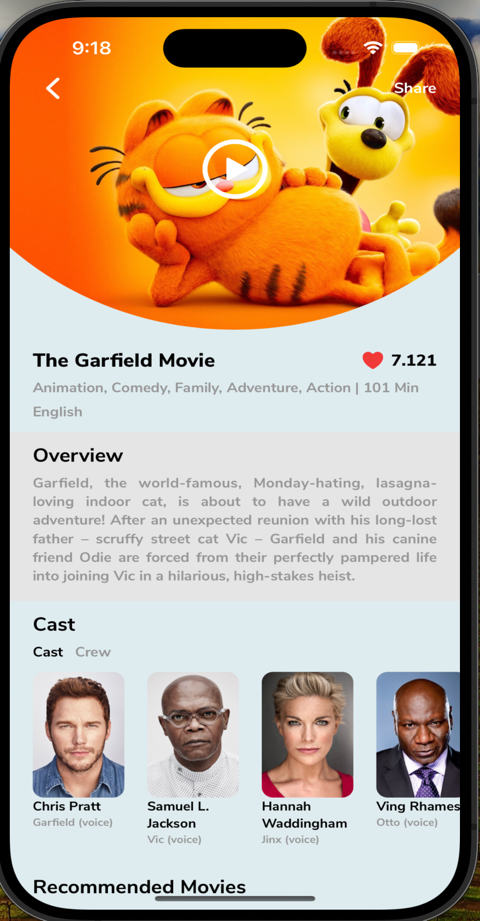 9:18
Share
The Garfield Movie
7.121
Animation, Comedy, Family, Adventure, Action | 101 Min
English
Overview
Garfield, the world-famous, Monday-hating, lasagna-
loving indoor cat, is about to have a wild outdoor
adventure! After an unexpected reunion with his long-lost
father – scruffy street cat Vic – Garfield and his canine
friend Odie are forced from their perfectly pampered life
into joining Vic in a hilarious, high-stakes heist.
Cast
Cast Crew
Chris Pratt
Garfield (voice)
Samuel L.
Jackson
Vic (voice)
Hannah
Waddingham
Jinx (voice)
Ving Rhames
Otto (voice)
Recommended Movies